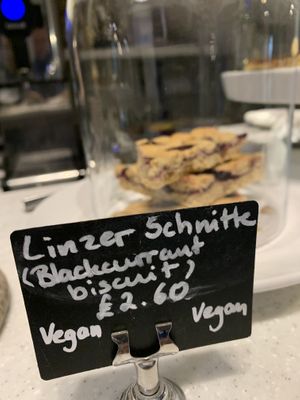 Linzer Schnitte
(Blackcurrant
biscuit)
£2.60
Vegan Vegan